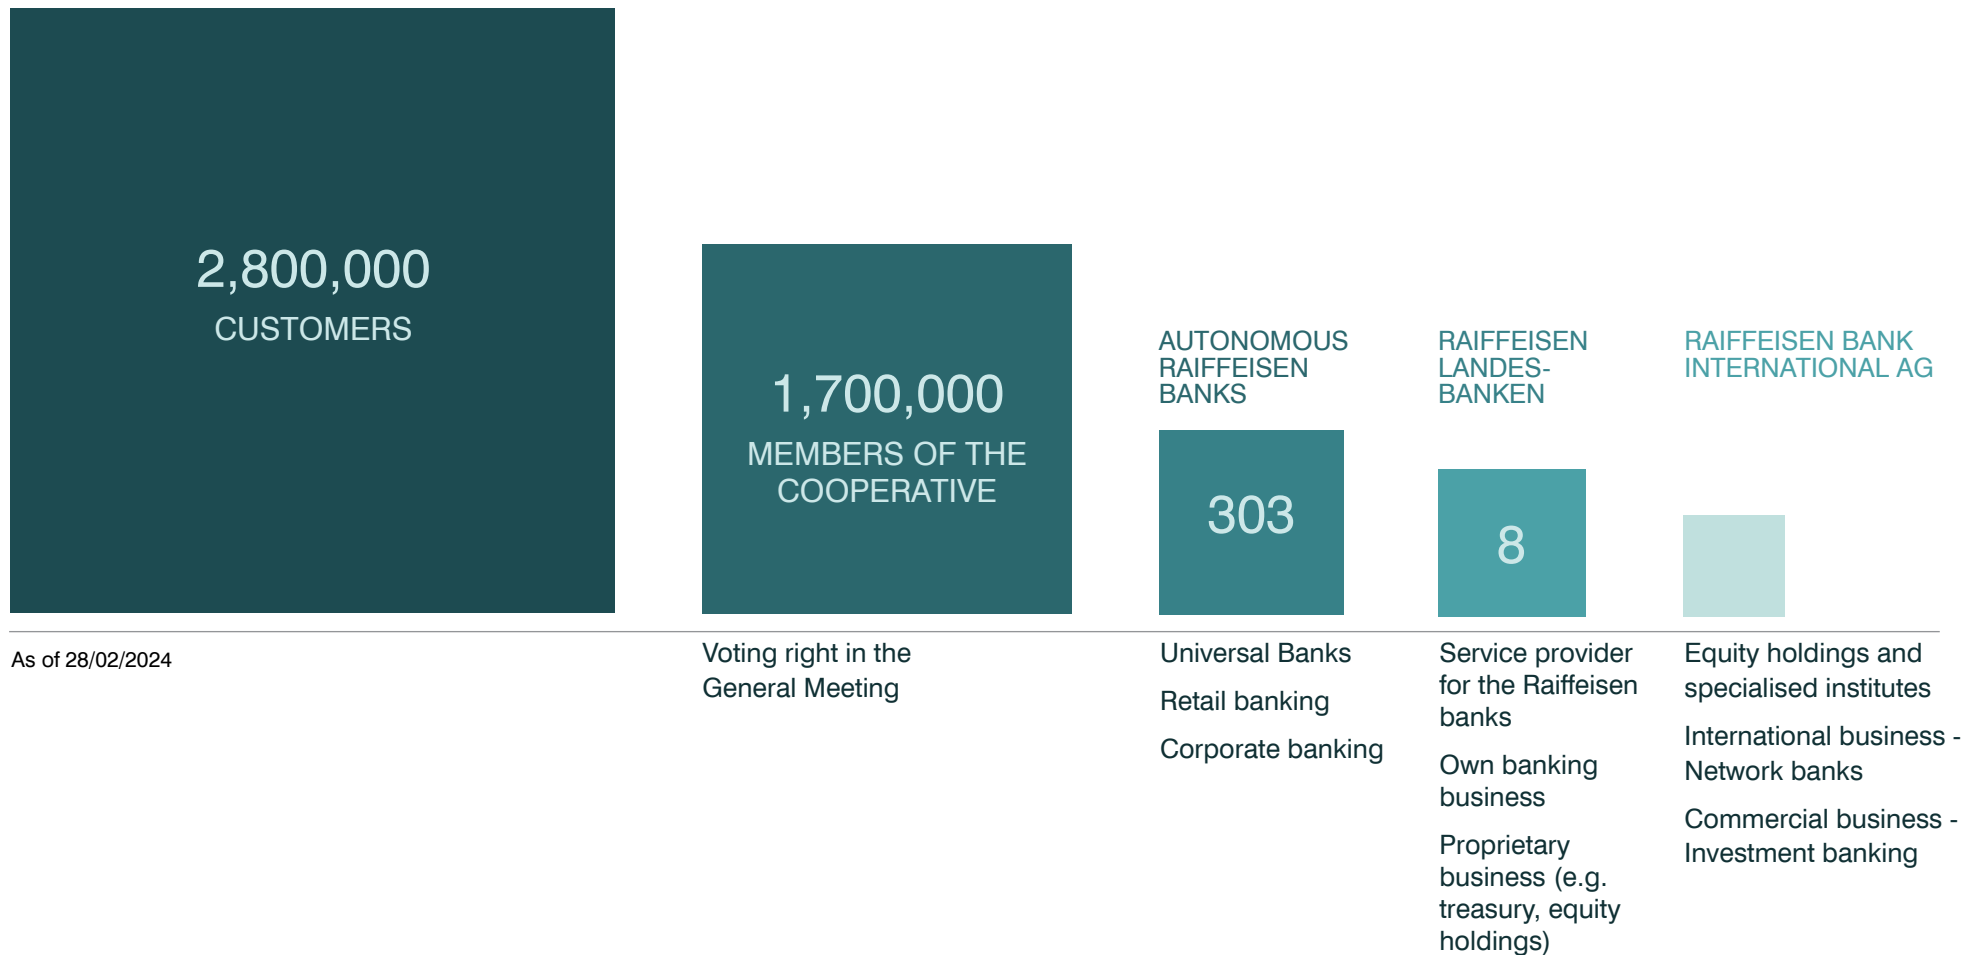 2,800,000
CUSTOMERS
1,700,000
MEMBERS OF THE
COOPERATIVE
AUTONOMOUS
RAIFFEISEN
BANKS
303
RAIFFEISEN
LANDES-
BANKEN
8
RAIFFEISEN BANK
INTERNATIONAL AG
As of 28/02/2024
Voting right in the
General Meeting
Universal Banks
Retail banking
Corporate banking
Service provider
for the Raiffeisen
banks
Own banking
business
Proprietary
business (e.g.
treasury, equity
holdings)
Equity holdings and
specialised institutes
International business -
Network banks
Commercial business -
Investment banking